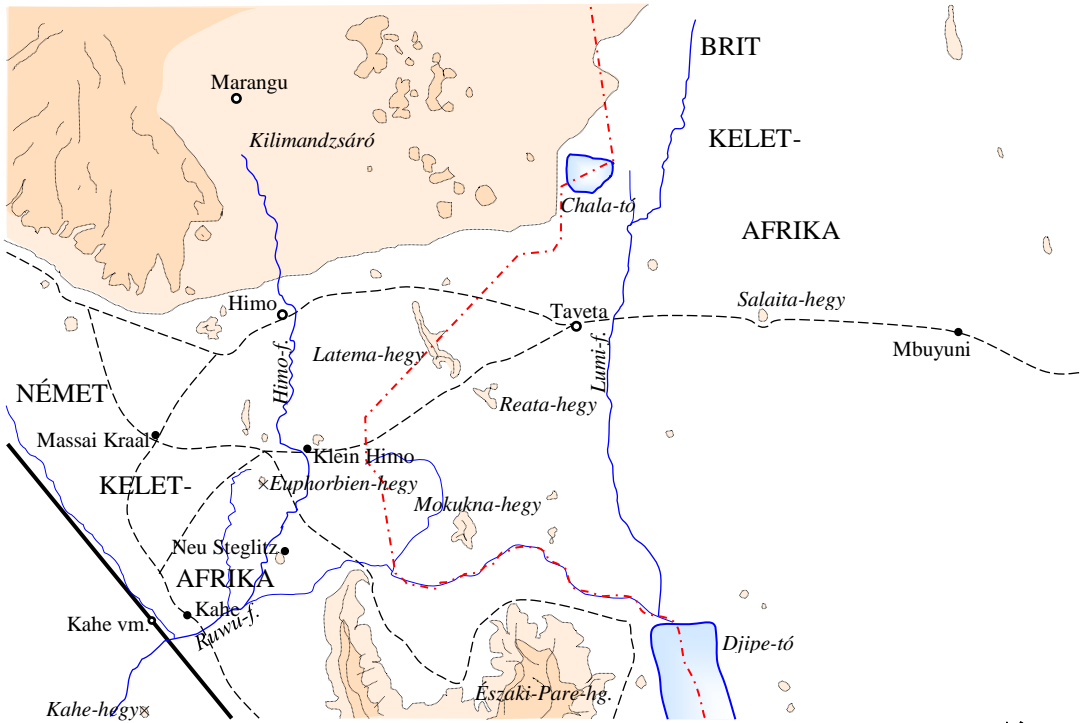 BRIT
Marangu
KELET-
Kilimandzsáró
Chala-tó
AFRIKA
Himo
Taveta
Salaita-hegy
Mbuyuni
Himo-f.
Latema-hegy
Lumi-f.
NÉMET
Reata-hegy
Massai Kraal
Klein Himo
KELET-
Euphorbien-hegy
Mokukna-hegy
Neu Steglitz
AFRIKA
Kahe
Kahe vm.
Ruwu-f.
Djipe-tó
Északi-Pare-hg.
Kahe-hegy